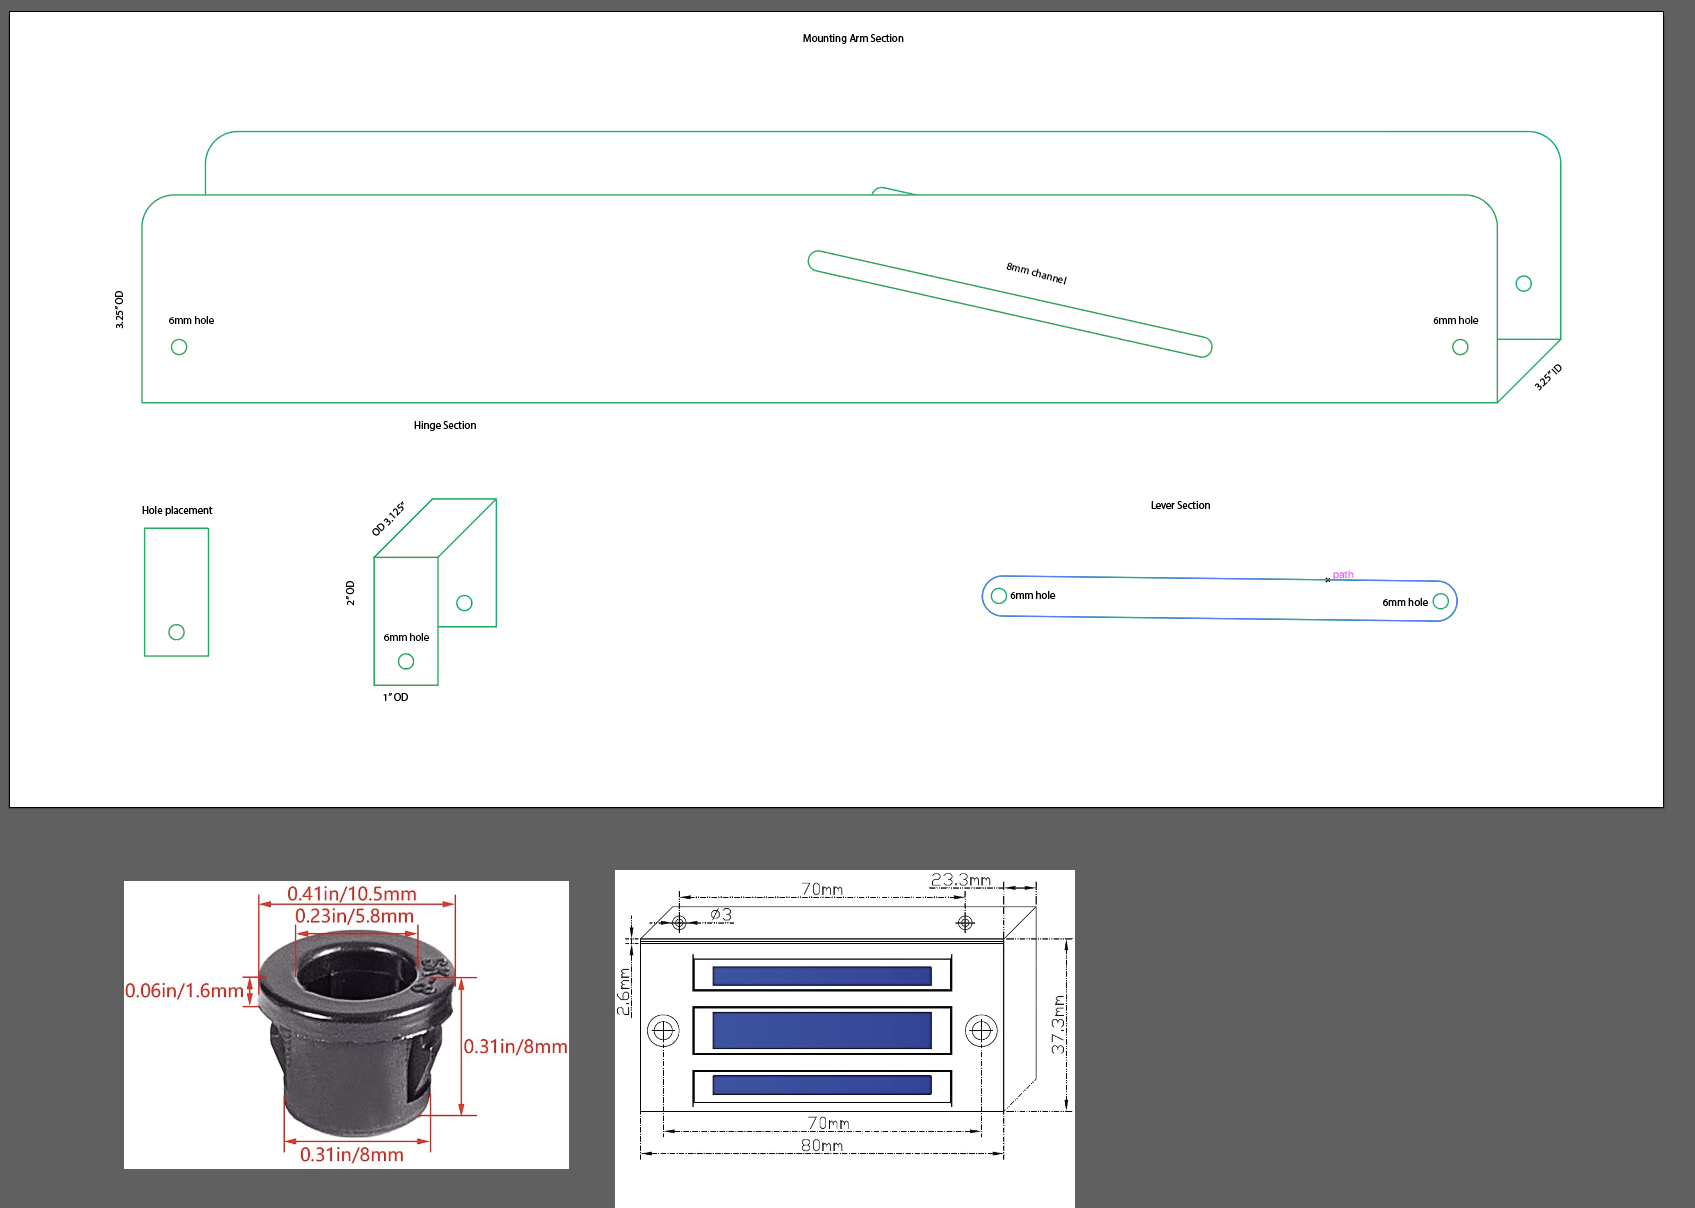 Mounting Arm Section
8mm channel
3.25" OD
6mm hole
6mm hole
3.25" ID
Hinge Section
Hole placement
OD 3.125"
2" OD
6mm hole
1" OD
Lever Section
path
6mm hole
6mm hole
0.41in/10.5mm
0.23in/5.8mm
0.06in/1.6mm
0.31in/8mm
0.31in/8mm
23.3mm
70mm
Ø3
2.6mm
37.3mm
70mm
80mm